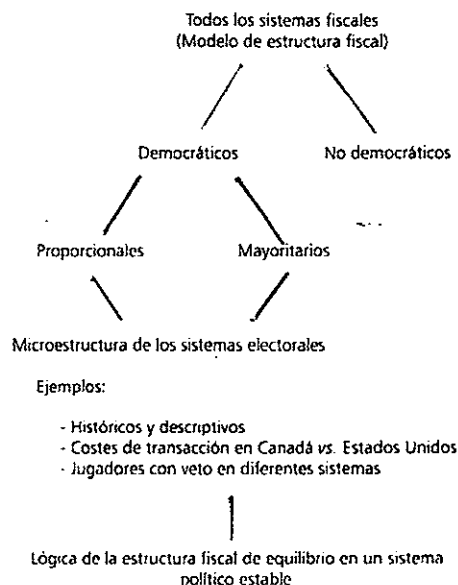 Todos los sistemas fiscales
(Modelo de estructura fiscal)
Democráticos
No democráticos
Proporcionales
Mayoritarios
Microestructura de los sistemas electorales
Ejemplos:
- Históricos y descriptivos
- Costes de transacción en Canadá vs. Estados Unidos
- Jugadores con veto en diferentes sistemas
Lógica de la estructura fiscal de equilibrio en un sistema
político estable